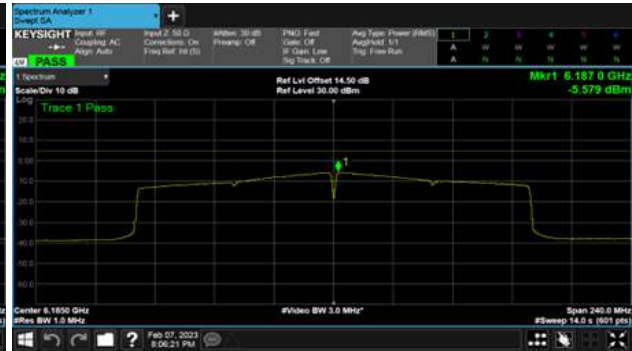 Spectrum Analyzer 1
Swept SA
+
KEYSIGHT
Input: RF
Coupling: AC
Align: Auto
Input Z: 50 Ω
Corrections: On
Freq Ref: Int (S)
#Atten: 30 dB
Preamp: Off
PNO: Fast
Gate: Off
IF Gain: Low
Sig Track: Off
Avg Type: Power (RMS)
Avg|Hold: 1/1
Trig: Free Run
1 2 3 4 5 6
A W W W W W
A N N N N N
LXI PASS
1 Spectrum
Scale/Div 10 dB
Ref Lvl Offset 14.50 dB
Ref Level 30.00 dBm
Mkr1 6.187 0 GHz
-5.579 dBm
Log
Trace 1 Pass
20.0
10.0
0.00
-10.0
-20.0
-30.0
-40.0
-50.0
-60.0
1
Center 6.1850 GHz
#Res BW 1.0 MHz
#Video BW 3.0 MHz*
Span 240.0 MHz
#Sweep 14.0 s (601 pts)
?
Feb 07, 2023
8:06:21 PM